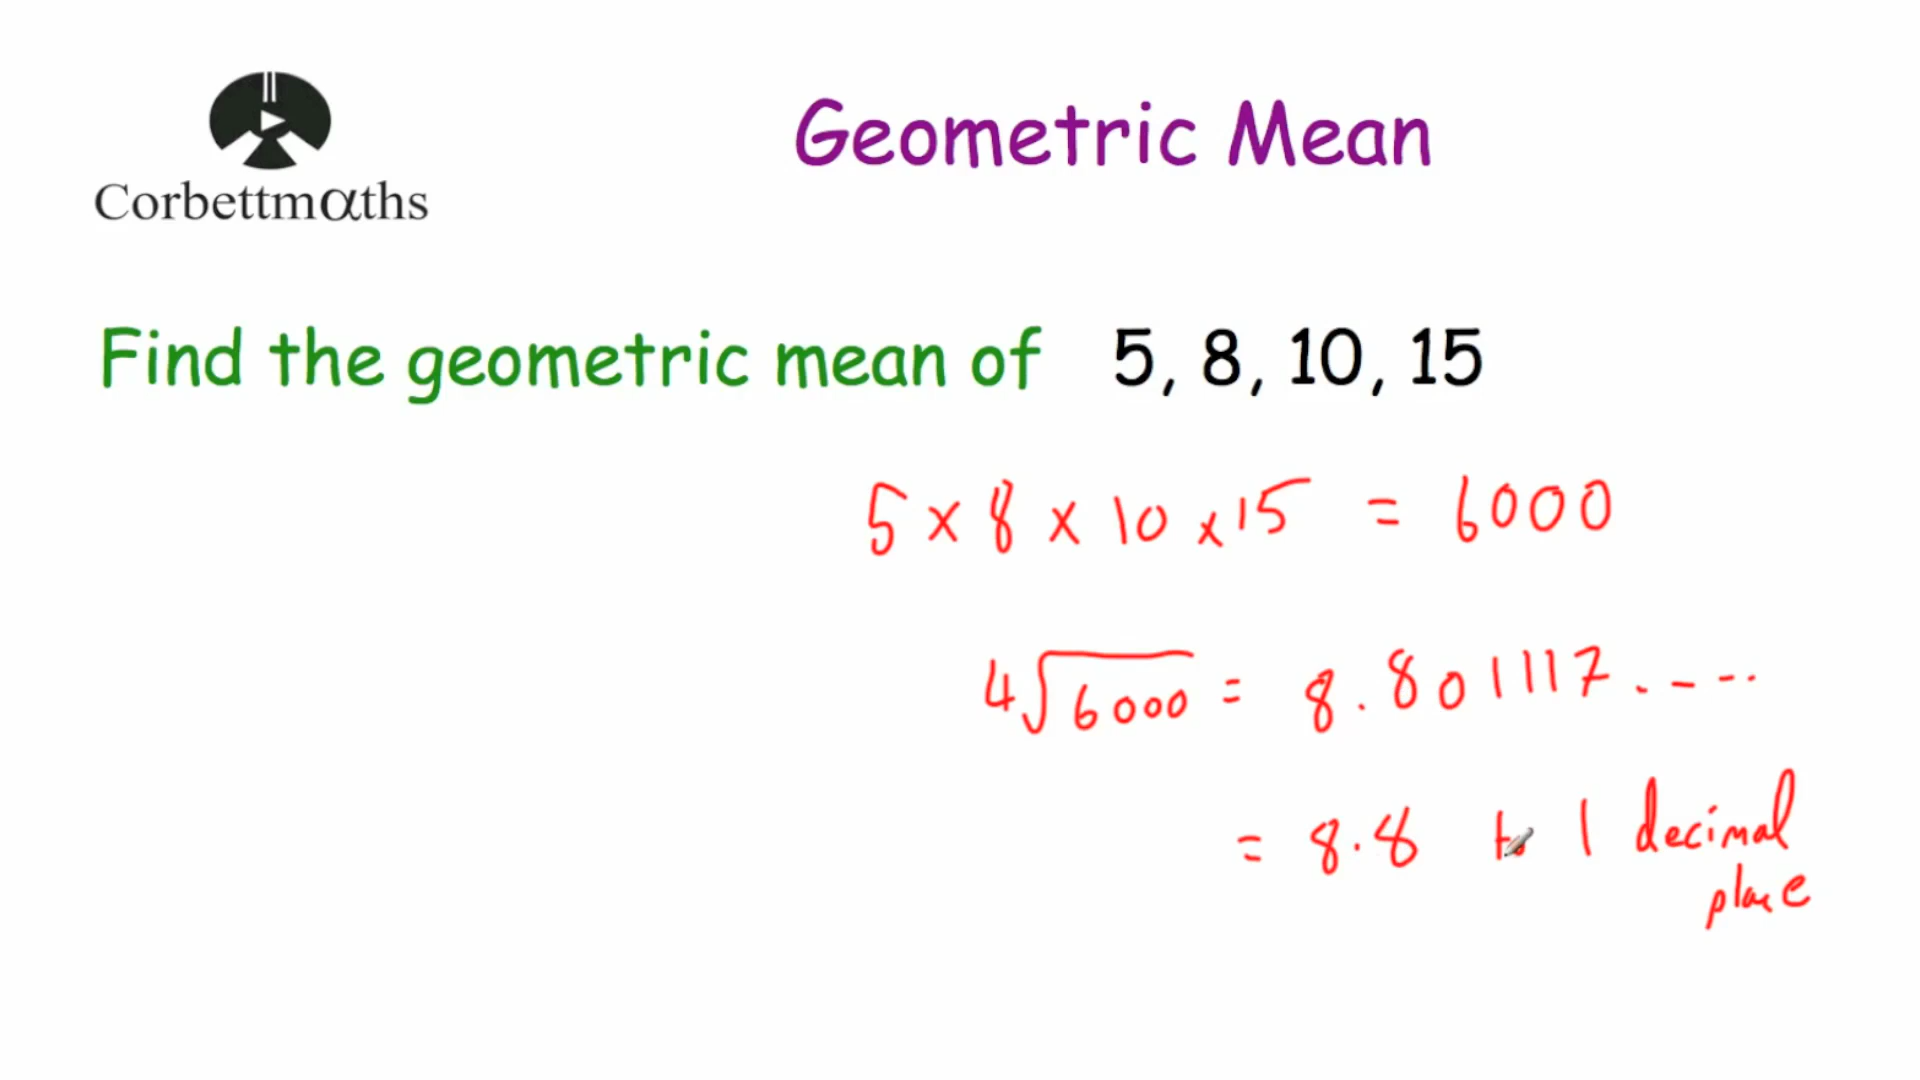 Corbettmαths
Geometric Mean
Find the geometric mean of 5, 8, 10, 15
5 × 8 × 10 × 15 = 6000
4√6000 = 8.801117. - - ..
= 8.8 to 1 decimal
place